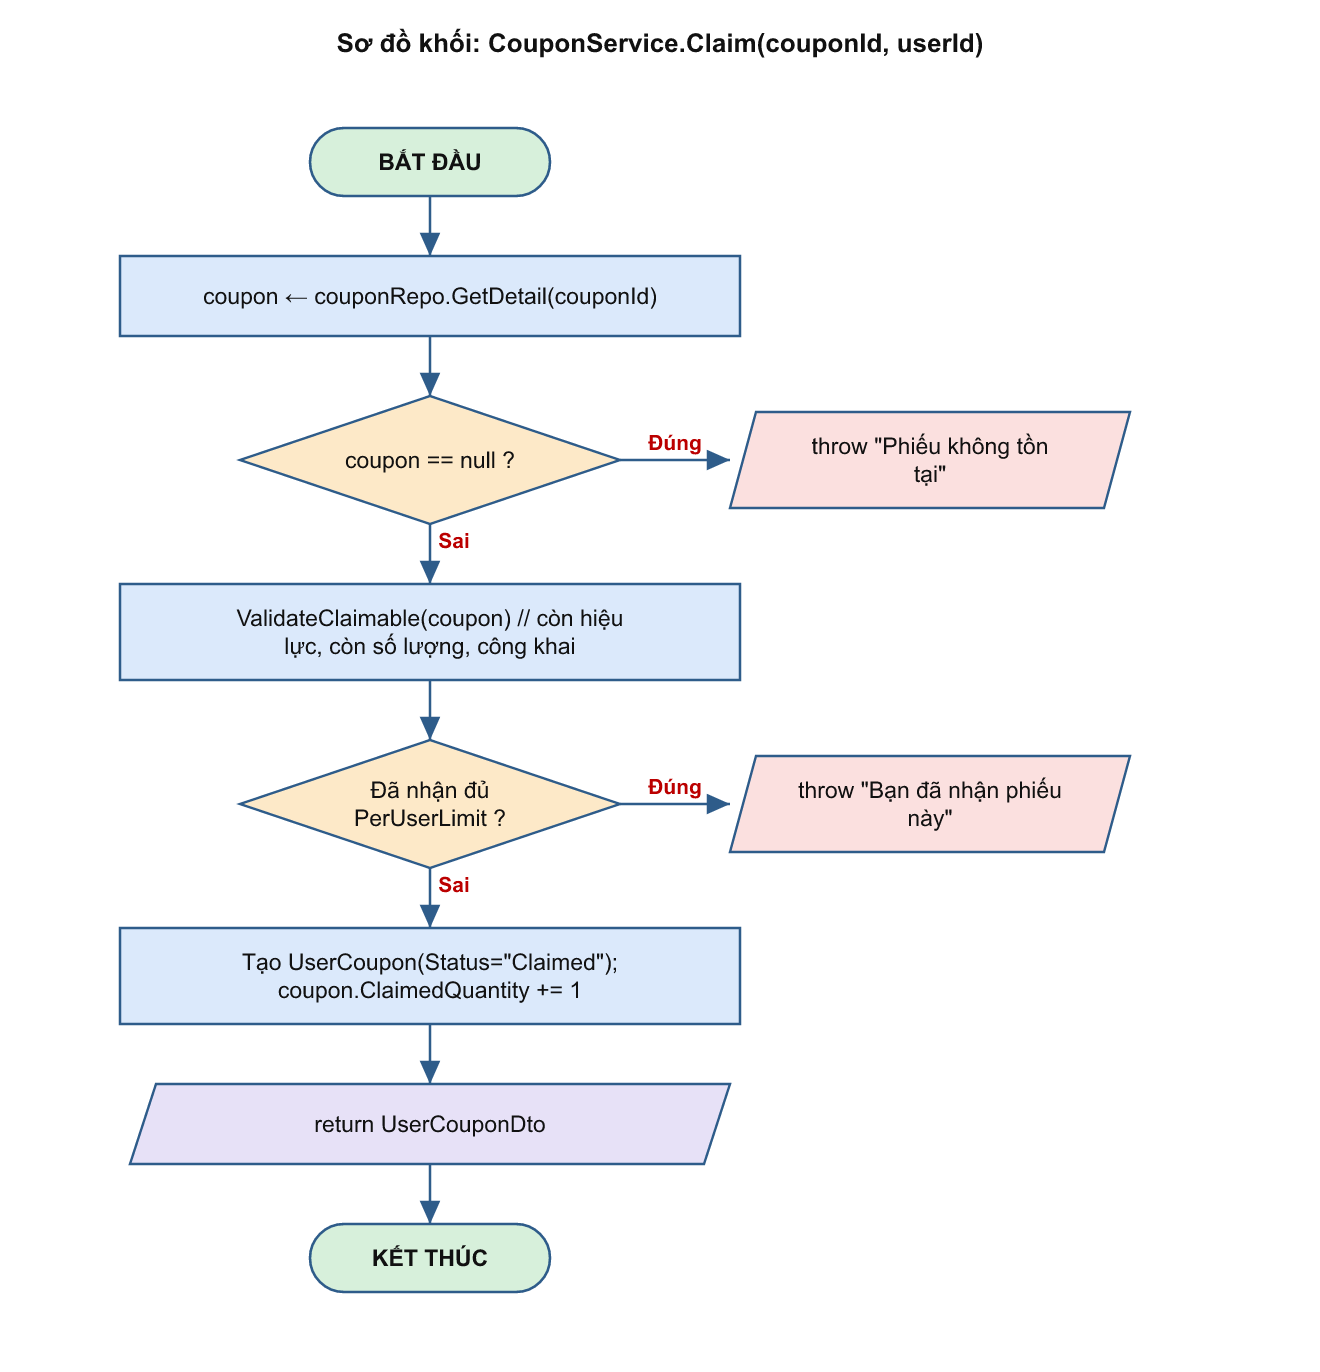 Sơ đồ khối: CouponService.Claim(couponId, userId)
BẮT ĐẦU
coupon ← couponRepo.GetDetail(couponId)
coupon == null ?
Đúng
throw "Phiếu không tồn
tại"
Sai
ValidateClaimable(coupon) // còn hiệu
lực, còn số lượng, công khai
Đã nhận đủ
PerUserLimit ?
Đúng
throw "Bạn đã nhận phiếu
này"
Sai
Tạo UserCoupon(Status="Claimed");
coupon.ClaimedQuantity += 1
return UserCouponDto
KẾT THÚC